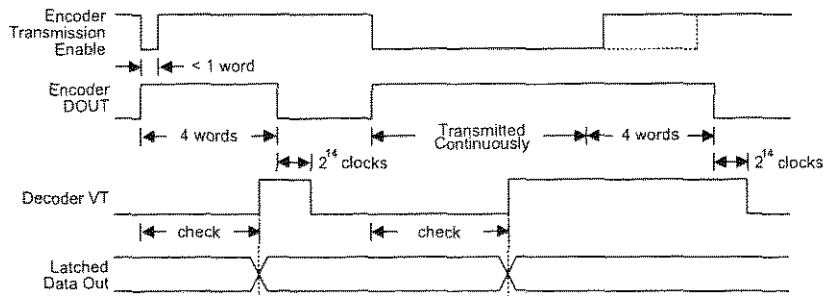 Encoder
Transmission
Enable
< 1 word
Encoder
DOUT
4 words
Transmitted
Continuously
4 words
2^14 clocks
2^14 clocks
Decoder VT
check
check
Latched
Data Out